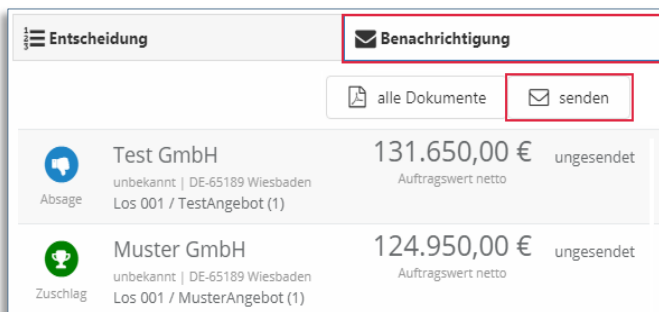 Entscheidung
Benachrichtigung
alle Dokumente
senden
Test GmbH
131.650,00 €
ungesendet
unbekannt | DE-65189 Wiesbaden
Auftragswert netto
Absage
Los 001 / TestAngebot (1)
Muster GmbH
124.950,00 €
ungesendet
unbekannt | DE-65189 Wiesbaden
Auftragswert netto
Zuschlag
Los 001 / MusterAngebot (1)